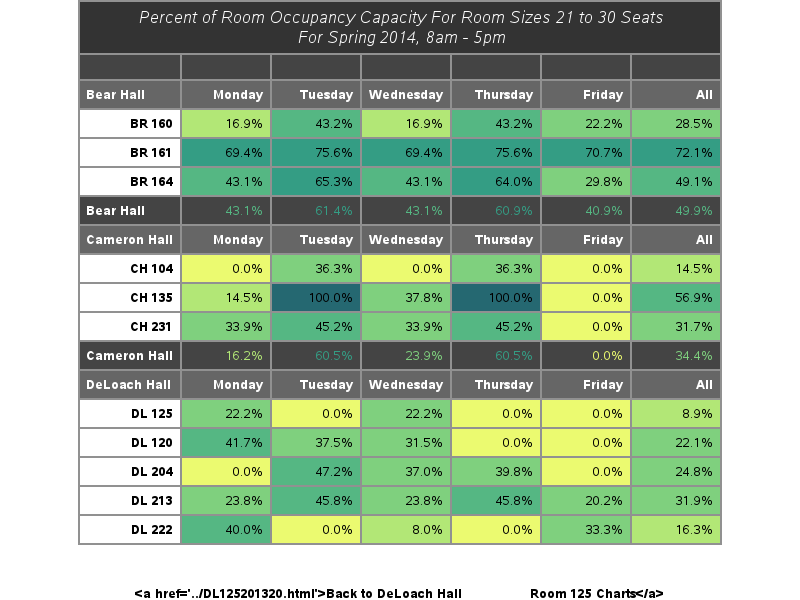 Percent of Room Occupancy Capacity For Room Sizes 21 to 30 Seats
For Spring 2014, 8am - 5pm
Bear Hall Monday Tuesday Wednesday Thursday Friday All
BR 160 16.9% 43.2% 16.9% 43.2% 22.2% 28.5%
BR 161 69.4% 75.6% 69.4% 75.6% 70.7% 72.1%
BR 164 43.1% 65.3% 43.1% 64.0% 29.8% 49.1%
Bear Hall 43.1% 61.4% 43.1% 60.9% 40.9% 49.9%
Cameron Hall Monday Tuesday Wednesday Thursday Friday All
CH 104 0.0% 36.3% 0.0% 36.3% 0.0% 14.5%
CH 135 14.5% 100.0% 37.8% 100.0% 0.0% 56.9%
CH 231 33.9% 45.2% 33.9% 45.2% 0.0% 31.7%
Cameron Hall 16.2% 60.5% 23.9% 60.5% 0.0% 34.4%
DeLoach Hall Monday Tuesday Wednesday Thursday Friday All
DL 125 22.2% 0.0% 22.2% 0.0% 0.0% 8.9%
DL 120 41.7% 37.5% 31.5% 0.0% 0.0% 22.1%
DL 204 0.0% 47.2% 37.0% 39.8% 0.0% 24.8%
DL 213 23.8% 45.8% 23.8% 45.8% 20.2% 31.9%
DL 222 40.0% 0.0% 8.0% 0.0% 33.3% 16.3%
<a href='../DL125201320.html'>Back to DeLoach Hall Room 125 Charts</a>